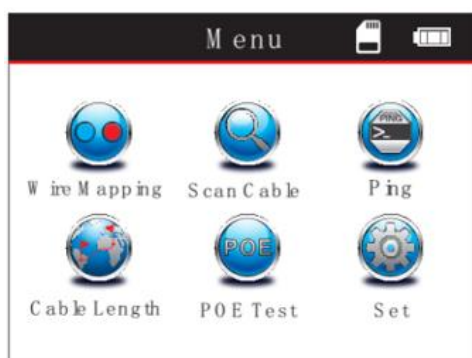 Menu
PING
>_
Wire Mapping Scan Cable Ping
POE
Cable Length POE Test Set